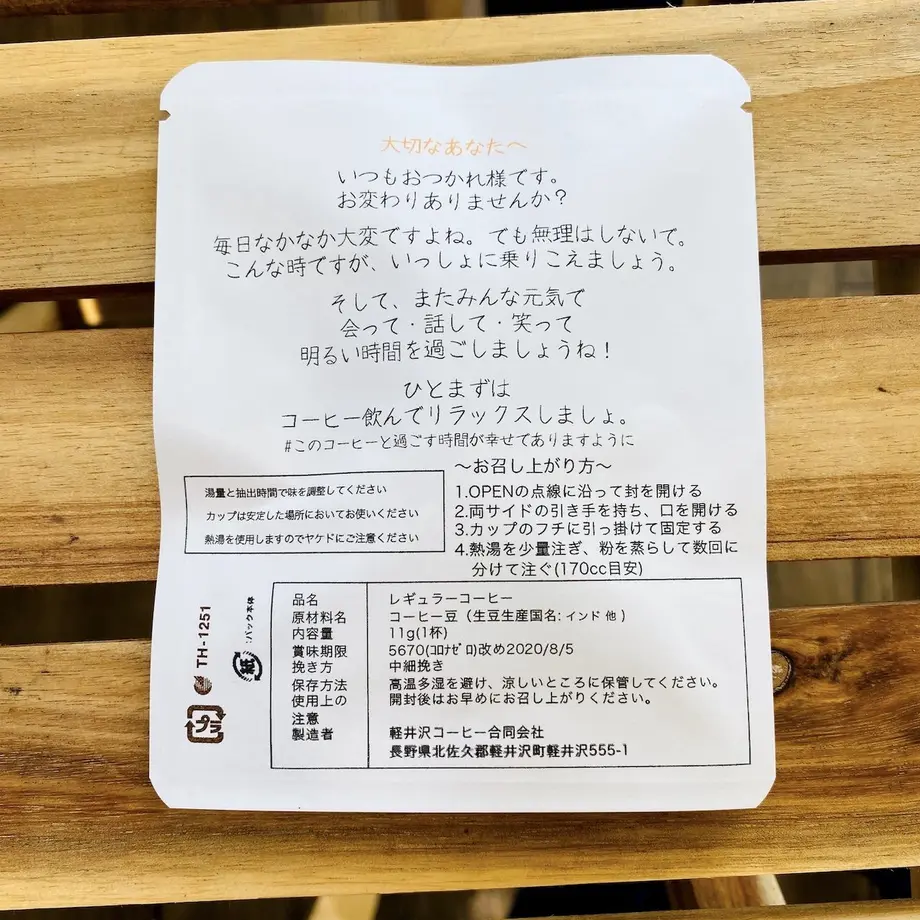 大切なあなたへ
いつもおつかれ様です。
お変わりありませんか？
毎日なかなか大変ですよね。でも無理はしないで。
こんな時ですが、いっしょに乗りこえましょう。
そして、またみんな元気で
会って・話して・笑って
明るい時間を過ごしましょうね！
ひとまずは
コーヒー飲んでリラックスしましょ。
#このコーヒーと過ごす時間が幸せでありますように
湯量と抽出時間で味を調整してください
カップは安定した場所においてお使いください
熱湯を使用しますのでヤケドにご注意ください
〜お召し上がり方〜
1.OPENの点線に沿って封を開ける
2.両サイドの引き手を持ち、口を開ける
3.カップのフチに引っ掛けて固定する
4.熱湯を少量注ぎ、粉を蒸らして数回に
分けて注ぐ(170cc目安)
TH-1251
プラ
紙
:パック本体
品名 レギュラーコーヒー
原材料名 コーヒー豆（生豆生産国名: インド 他 ）
内容量 11g(1杯)
賞味期限 5670(ｺﾛﾅｾﾞﾛ)改め2020/8/5
挽き方 中細挽き
保存方法 高温多湿を避け、涼しいところに保管してください。
使用上の 開封後はお早めにお召し上がりください。
注意
製造者 軽井沢コーヒー合同会社
長野県北佐久郡軽井沢町軽井沢555-1